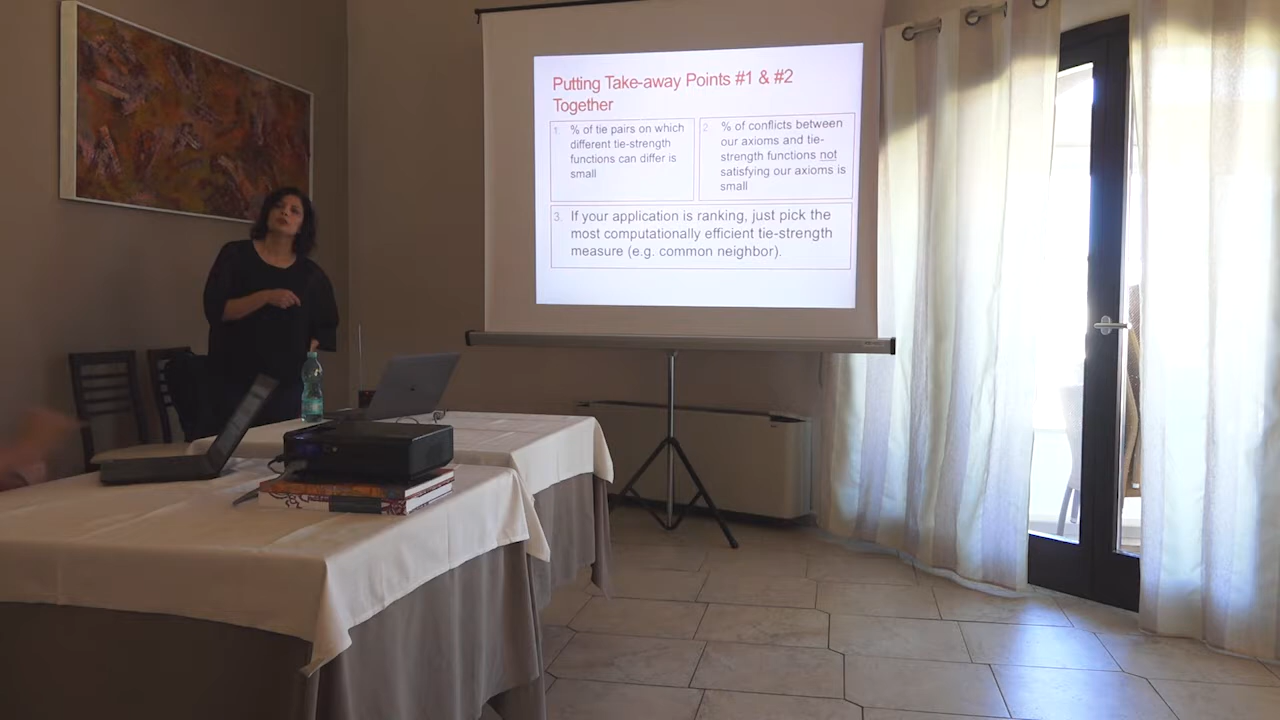 Putting Take-away Points #1 & #2
Together
1. % of tie pairs on which
different tie-strength
functions can differ is
small
2. % of conflicts between
our axioms and tie-
strength functions not
satisfying our axioms is
small
3. If your application is ranking, just pick the
most computationally efficient tie-strength
measure (e.g. common neighbor).